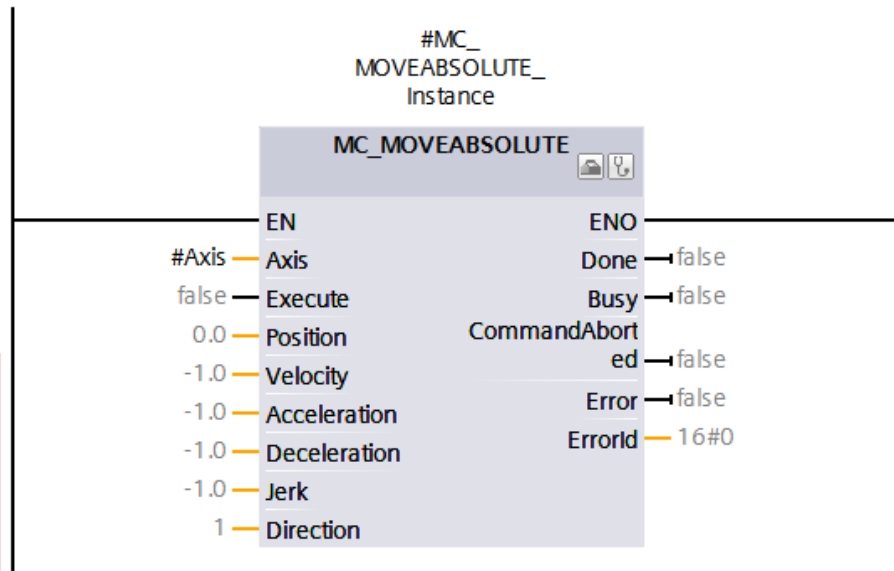 #MC_
MOVEABSOLUTE_
Instance
MC_MOVEABSOLUTE
EN ENO
#Axis Axis Done false
false Execute Busy false
0.0 Position CommandAbort
ed false
-1.0 Velocity
-1.0 Acceleration Error false
-1.0 Deceleration ErrorId 16#0
-1.0 Jerk
1 Direction